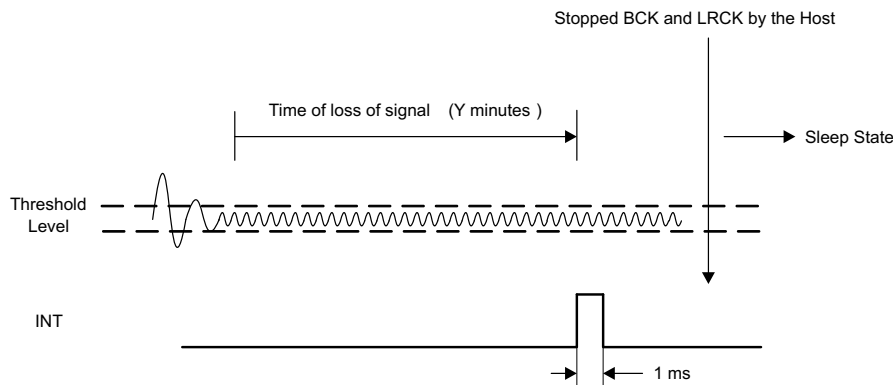 Stopped BCK and LRCK by the Host
Time of loss of signal (Y minutes )
Sleep State
Threshold
Level
INT
1 ms